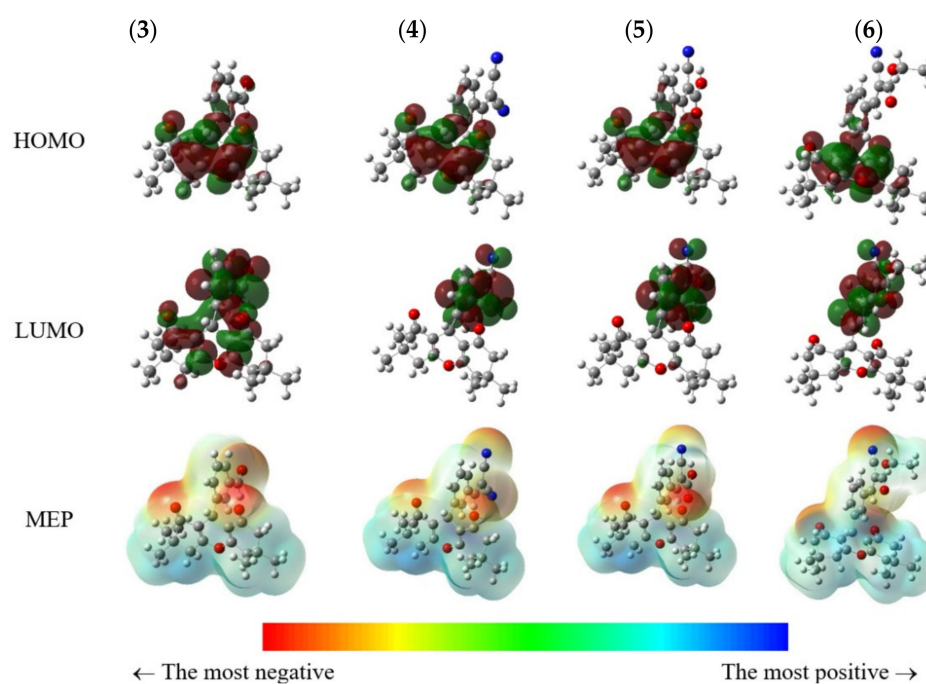 (3) (4) (5) (6)
HOMO
LUMO
MEP
← The most negative The most positive →